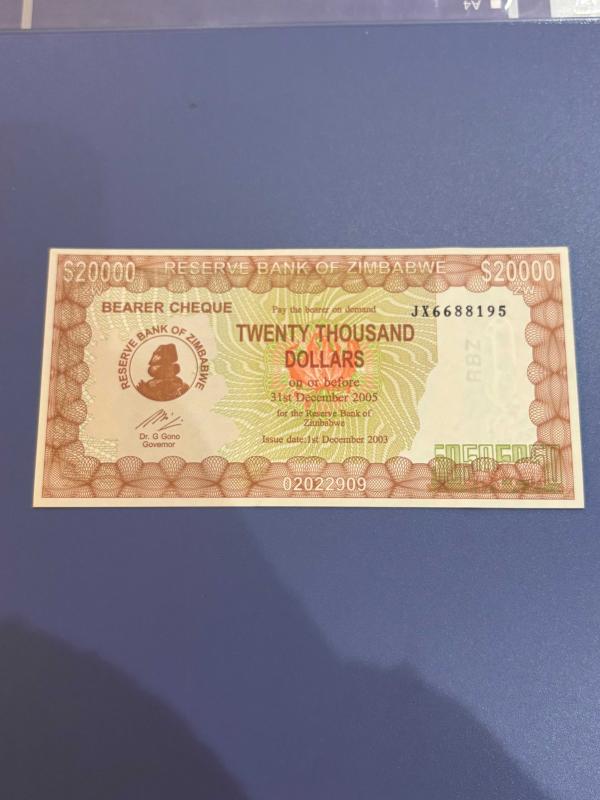 A4
$20000 RESERVE BANK OF ZIMBABWE $20000
BEARER CHEQUE
Pay the bearer on demand
JX6688195
TWENTY THOUSAND
DOLLARS
on or before
31st December 2005
for the Reserve Bank of
Zimbabwe
Issue date:1st December 2003
RESERVE BANK OF ZIMBABWE
Dr. G Gono
Governor
RBZ
02022909